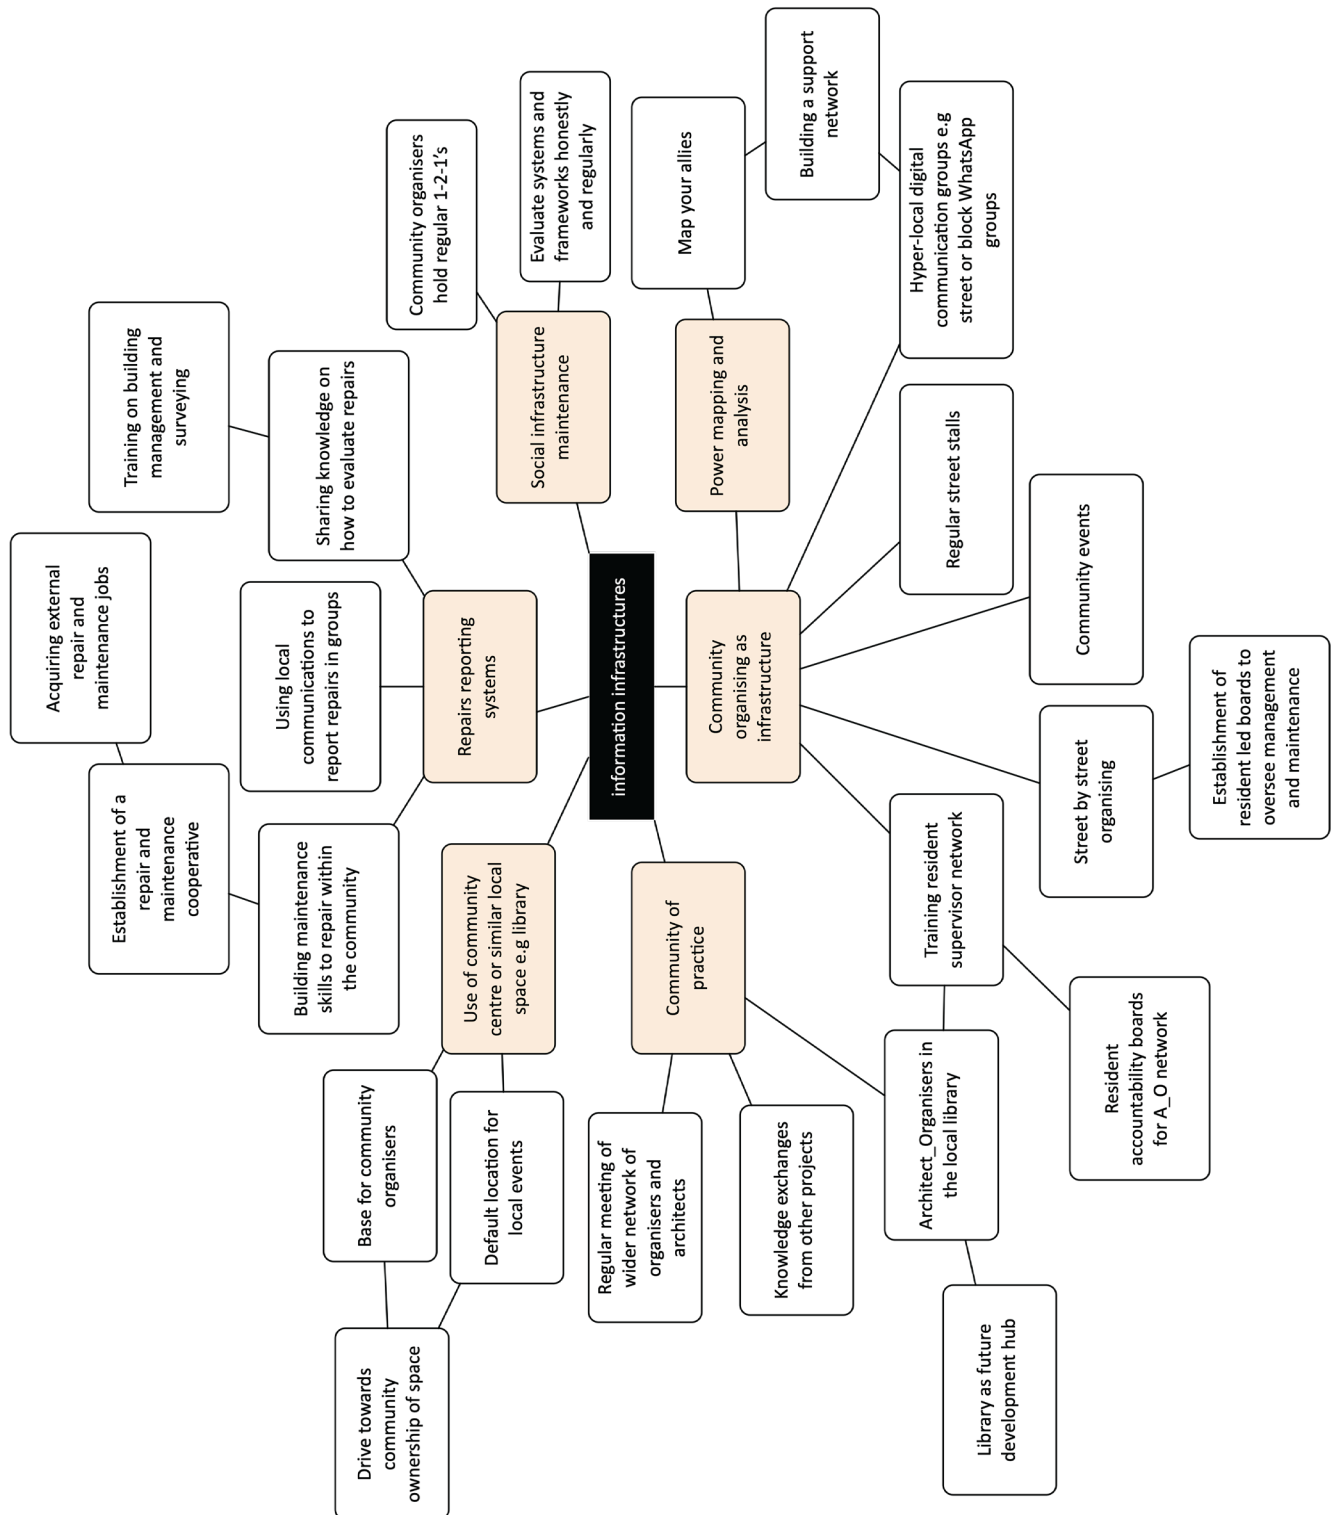 Building a support
network
Map your allies
Hyper-local digital
communication groups e.g
street or block WhatsApp
groups
Evaluate systems and
frameworks honestly
and regularly
Community organisers
hold regular 1-2-1's
Social infrastructure
maintenance
Power mapping and
analysis
Training on building
management and
surveying
Sharing knowledge on
how to evaluate repairs
Regular street stalls
Community events
Acquiring external
repair and
maintenance jobs
Using local
communications to
report repairs in groups
Repairs reporting
systems
information infrastructures
Community
organising as
infrastructure
Establishment of
resident led boards to
oversee management
and maintenance
Street by street
organising
Establishment of a
repair and
maintenance
cooperative
Building maintenance
skills to repair within
the community
Use of community
centre or similar local
space e.g library
Community of
practice
Training resident
supervisor network
Resident
accountability boards
for A_O network
Architect_Organisers in
the local library
Base for community
organisers
Default location for
local events
Regular meeting of
wider network of
organisers and
architects
Knowledge exchanges
from other projects
Drive towards
community
ownership of space
Library as future
development hub